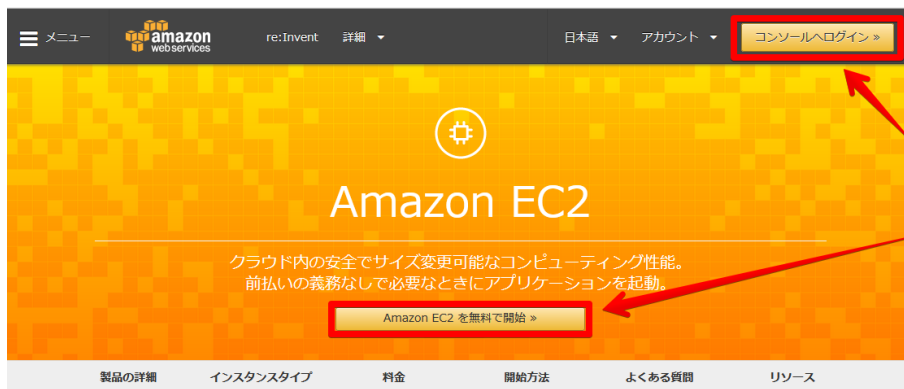 メニュー
amazon
webservices
re:Invent
詳細
日本語
アカウント
コンソールへログイン »
Amazon EC2
クラウド内の安全でサイズ変更可能なコンピューティング性能。
前払いの義務なしで必要なときにアプリケーションを起動。
Amazon EC2 を無料で開始 »
製品の詳細
インスタンスタイプ
料金
開始方法
よくある質問
リソース